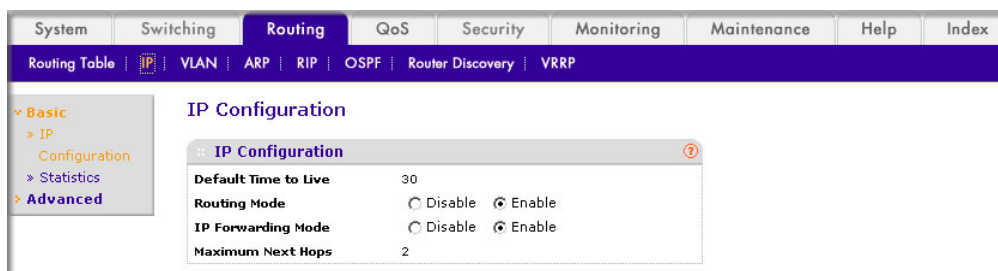 System Switching Routing QoS Security Monitoring Maintenance Help Index
Routing Table IP VLAN ARP RIP OSPF Router Discovery VRRP
Basic
IP Configuration
Statistics
Advanced
IP Configuration
IP Configuration ?
Default Time to Live 30
Routing Mode Disable Enable
IP Forwarding Mode Disable Enable
Maximum Next Hops 2